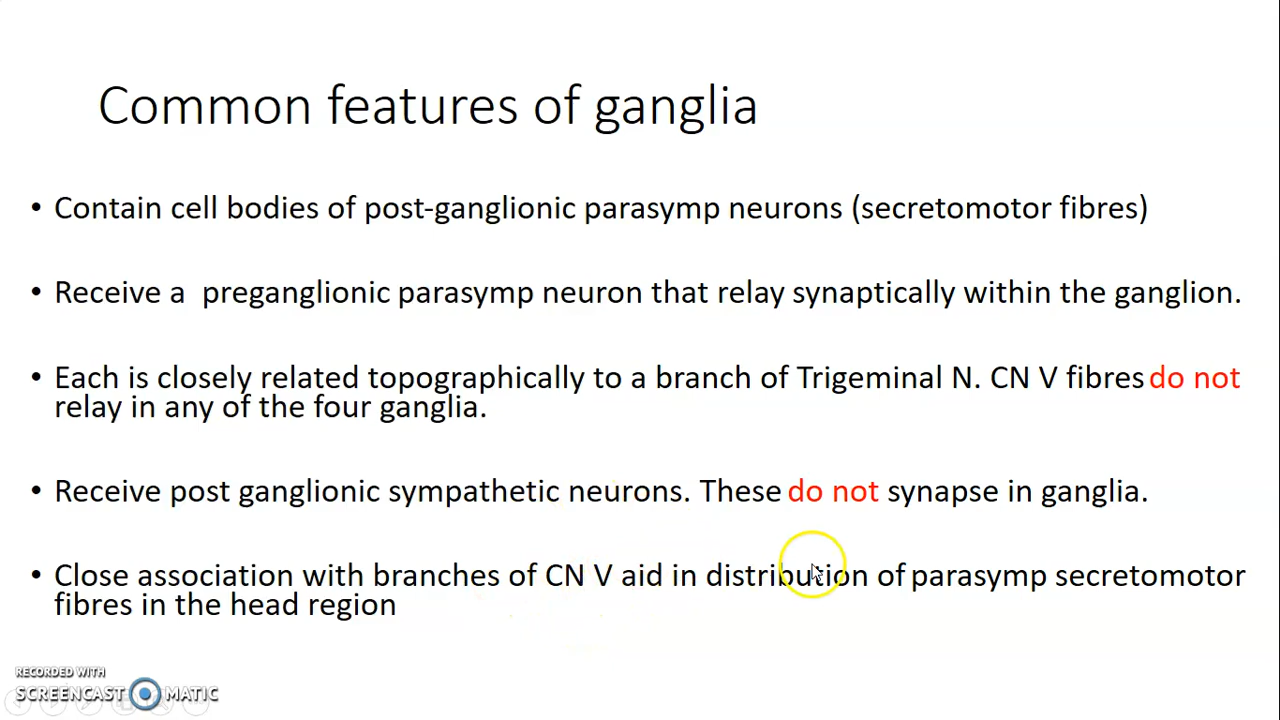 Common features of ganglia
• Contain cell bodies of post-ganglionic parasymp neurons (secretomotor fibres)
• Receive a  preganglionic parasymp neuron that relay synaptically within the ganglion.
• Each is closely related topographically to a branch of Trigeminal N. CN V fibres do not
relay in any of the four ganglia.
• Receive post ganglionic sympathetic neurons. These do not synapse in ganglia.
• Close association with branches of CN V aid in distribution of parasymp secretomotor
fibres in the head region
RECORDED WITH
SCREENCAST MATIC